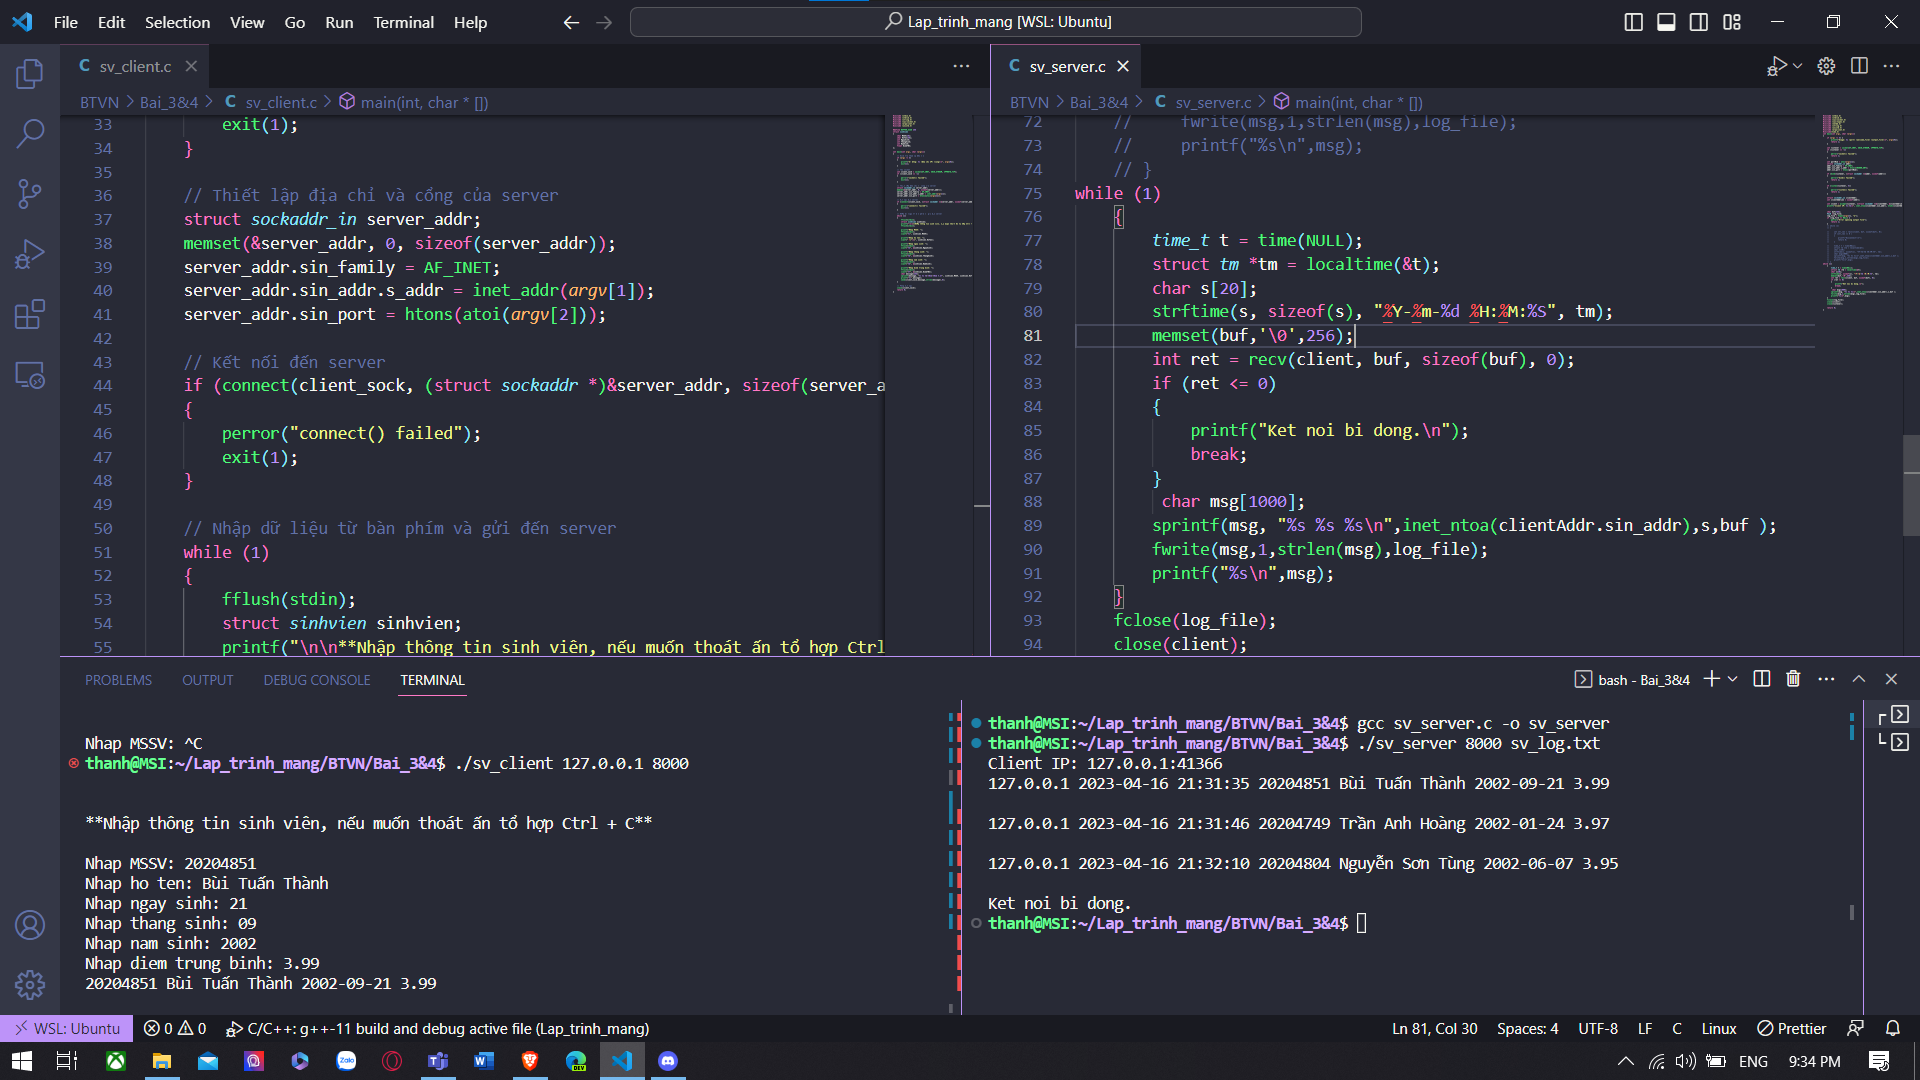 File Edit Selection View Go Run Terminal Help
Lap_trinh_mang [WSL: Ubuntu]
C sv_client.c
BTVN > Bai_3&4 > C sv_client.c > main(int, char * [])
33 exit(1);
34 }
35
36 // Thiết lập địa chỉ và cổng của server
37 struct sockaddr_in server_addr;
38 memset(&server_addr, 0, sizeof(server_addr));
39 server_addr.sin_family = AF_INET;
40 server_addr.sin_addr.s_addr = inet_addr(argv[1]);
41 server_addr.sin_port = htons(atoi(argv[2]));
42
43 // Kết nối đến server
44 if (connect(client_sock, (struct sockaddr *)&server_addr, sizeof(server_a
45 {
46 perror("connect() failed");
47 exit(1);
48 }
49
50 // Nhập dữ liệu từ bàn phím và gửi đến server
51 while (1)
52 {
53 fflush(stdin);
54 struct sinhvien sinhvien;
55 printf("\n\n**Nhập thông tin sinh viên, nếu muốn thoát ấn tổ hợp Ctrl
C sv_server.c
BTVN > Bai_3&4 > C sv_server.c > main(int, char * [])
72 // fwrite(msg,1,strlen(msg),log_file);
73 // printf("%s\n",msg);
74 // }
75 while (1)
76 {
77 time_t t = time(NULL);
78 struct tm *tm = localtime(&t);
79 char s[20];
80 strftime(s, sizeof(s), "%Y-%m-%d %H:%M:%S", tm);
81 memset(buf,'\0',256);
82 int ret = recv(client, buf, sizeof(buf), 0);
83 if (ret <= 0)
84 {
85 printf("Ket noi bi dong.\n");
86 break;
87 }
88 char msg[1000];
89 sprintf(msg, "%s %s %s\n",inet_ntoa(clientAddr.sin_addr),s,buf );
90 fwrite(msg,1,strlen(msg),log_file);
91 printf("%s\n",msg);
92 }
93 fclose(log_file);
94 close(client);
PROBLEMS OUTPUT DEBUG CONSOLE TERMINAL
bash - Bai_3&4
Nhap MSSV: ^C
thanh@MSI:~/Lap_trinh_mang/BTVN/Bai_3&4$ ./sv_client 127.0.0.1 8000
**Nhập thông tin sinh viên, nếu muốn thoát ấn tổ hợp Ctrl + C**
Nhap MSSV: 20204851
Nhap ho ten: Bùi Tuấn Thành
Nhap ngay sinh: 21
Nhap thang sinh: 09
Nhap nam sinh: 2002
Nhap diem trung binh: 3.99
20204851 Bùi Tuấn Thành 2002-09-21 3.99
thanh@MSI:~/Lap_trinh_mang/BTVN/Bai_3&4$ gcc sv_server.c -o sv_server
thanh@MSI:~/Lap_trinh_mang/BTVN/Bai_3&4$ ./sv_server 8000 sv_log.txt
Client IP: 127.0.0.1:41366
127.0.0.1 2023-04-16 21:31:35 20204851 Bùi Tuấn Thành 2002-09-21 3.99
127.0.0.1 2023-04-16 21:31:46 20204749 Trần Anh Hoàng 2002-01-24 3.97
127.0.0.1 2023-04-16 21:32:10 20204804 Nguyễn Sơn Tùng 2002-06-07 3.95
Ket noi bi dong.
thanh@MSI:~/Lap_trinh_mang/BTVN/Bai_3&4$
WSL: Ubuntu 0 0 C/C++: g++-11 build and debug active file (Lap_trinh_mang) Ln 81, Col 30 Spaces: 4 UTF-8 LF C Linux Prettier
Zalo DEV ENG 9:34 PM